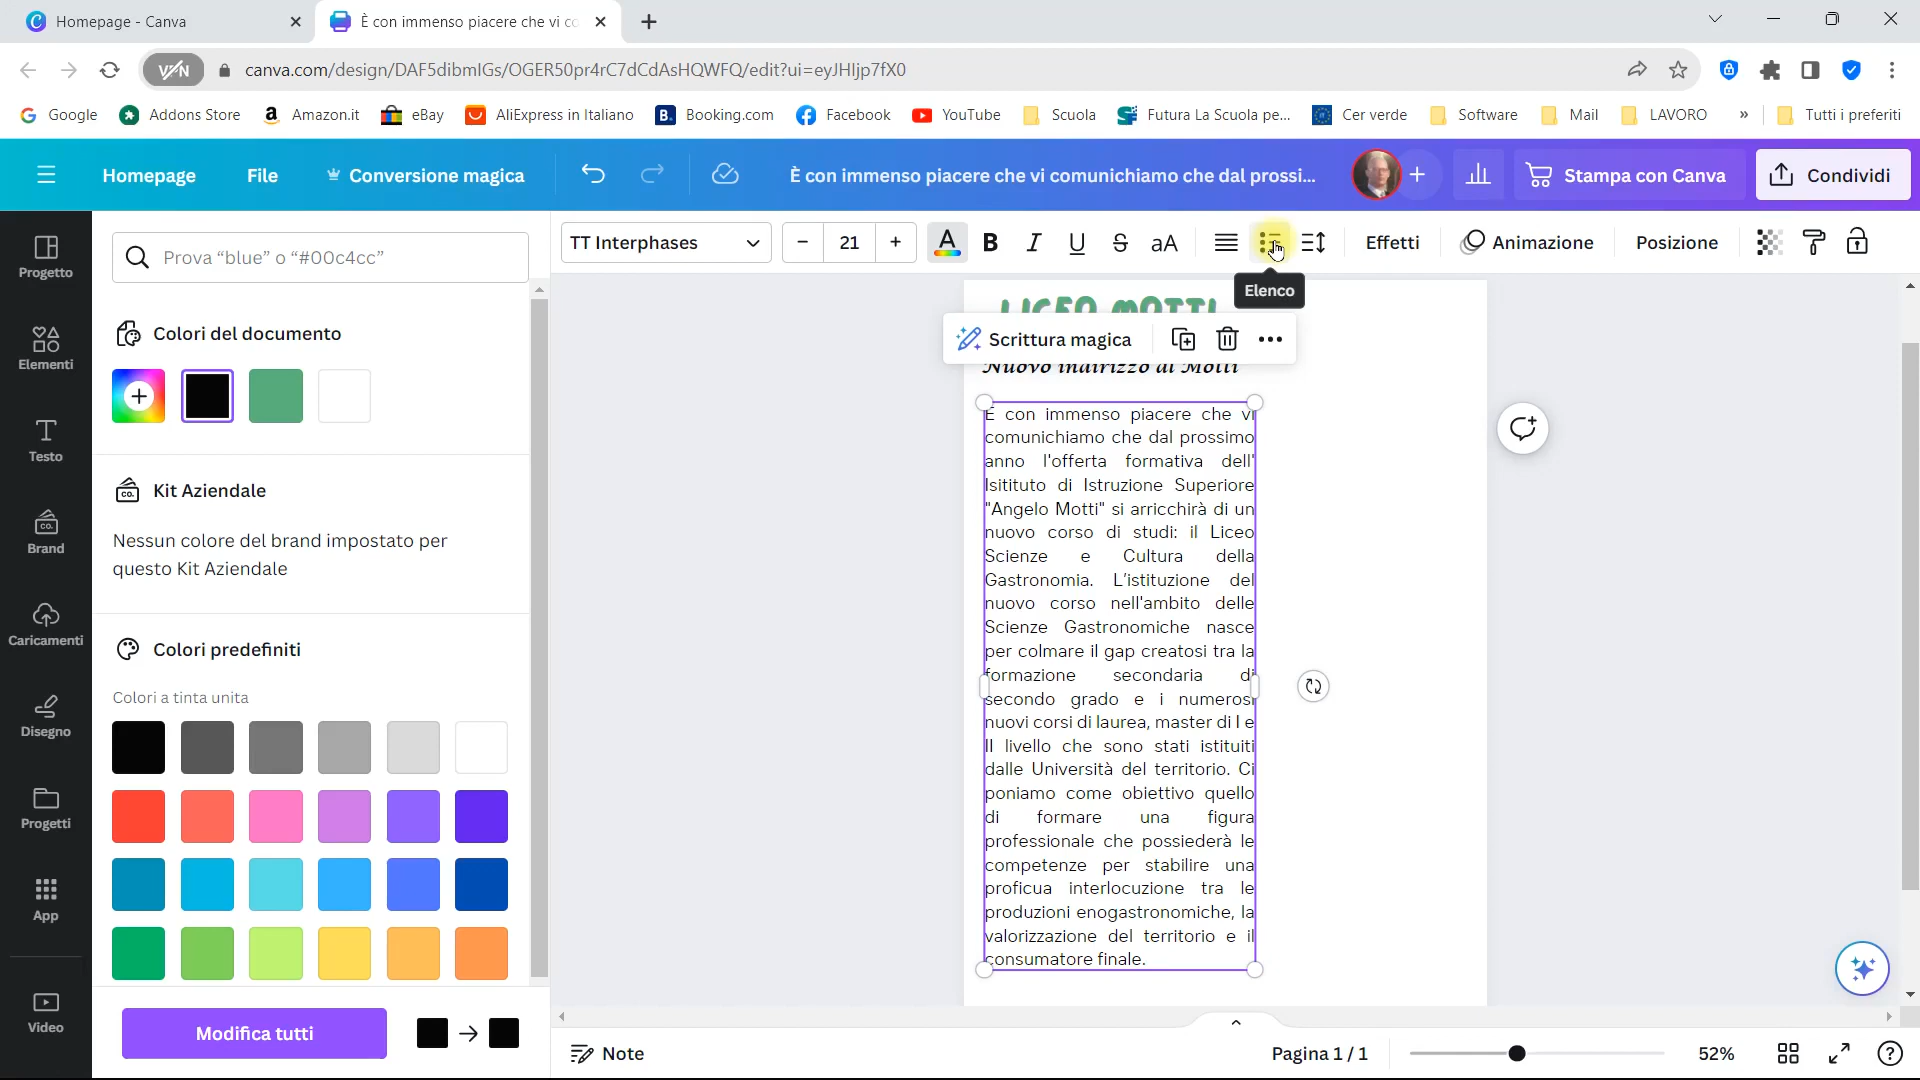 Homepage - Canva
È con immenso piacere che vi co
canva.com/design/DAF5dibmIGs/OGER50pr4rC7dCdAsHQWFQ/edit?ui=eyJHIjp7fX0
VPN
Google
Addons Store
Amazon.it
eBay
AliExpress in Italiano
Booking.com
Facebook
YouTube
Scuola
Futura La Scuola pe...
Cer verde
Software
Mail
LAVORO
»
Tutti i preferiti
Homepage
File
Conversione magica
È con immenso piacere che vi comunichiamo che dal prossi...
Stampa con Canva
Condividi
Progetto
Elementi
Testo
Brand
Caricamenti
Disegno
Progetti
App
Video
Prova “blue” o “#00c4cc”
Colori del documento
Kit Aziendale
Nessun colore del brand impostato per
questo Kit Aziendale
Colori predefiniti
Colori a tinta unita
Modifica tutti
TT Interphases
21
A
B
I
U
S
aA
Effetti
Animazione
Posizione
Elenco
LICEO MOTTI
Scrittura magica
Nuovo indirizzo al Motti
È con immenso piacere che vi
comunichiamo che dal prossimo
anno l'offerta formativa dell'
Isitituto di Istruzione Superiore
"Angelo Motti" si arricchirà di un
nuovo corso di studi: il Liceo
Scienze e Cultura della
Gastronomia. L’istituzione del
nuovo corso nell'ambito delle
Scienze Gastronomiche nasce
per colmare il gap creatosi tra la
formazione secondaria di
secondo grado e i numerosi
nuovi corsi di laurea, master di I e
II livello che sono stati istituiti
dalle Università del territorio. Ci
poniamo come obiettivo quello
di formare una figura
professionale che possiederà le
competenze per stabilire una
proficua interlocuzione tra le
produzioni enogastronomiche, la
valorizzazione del territorio e il
consumatore finale.
Note
Pagina 1 / 1
52%